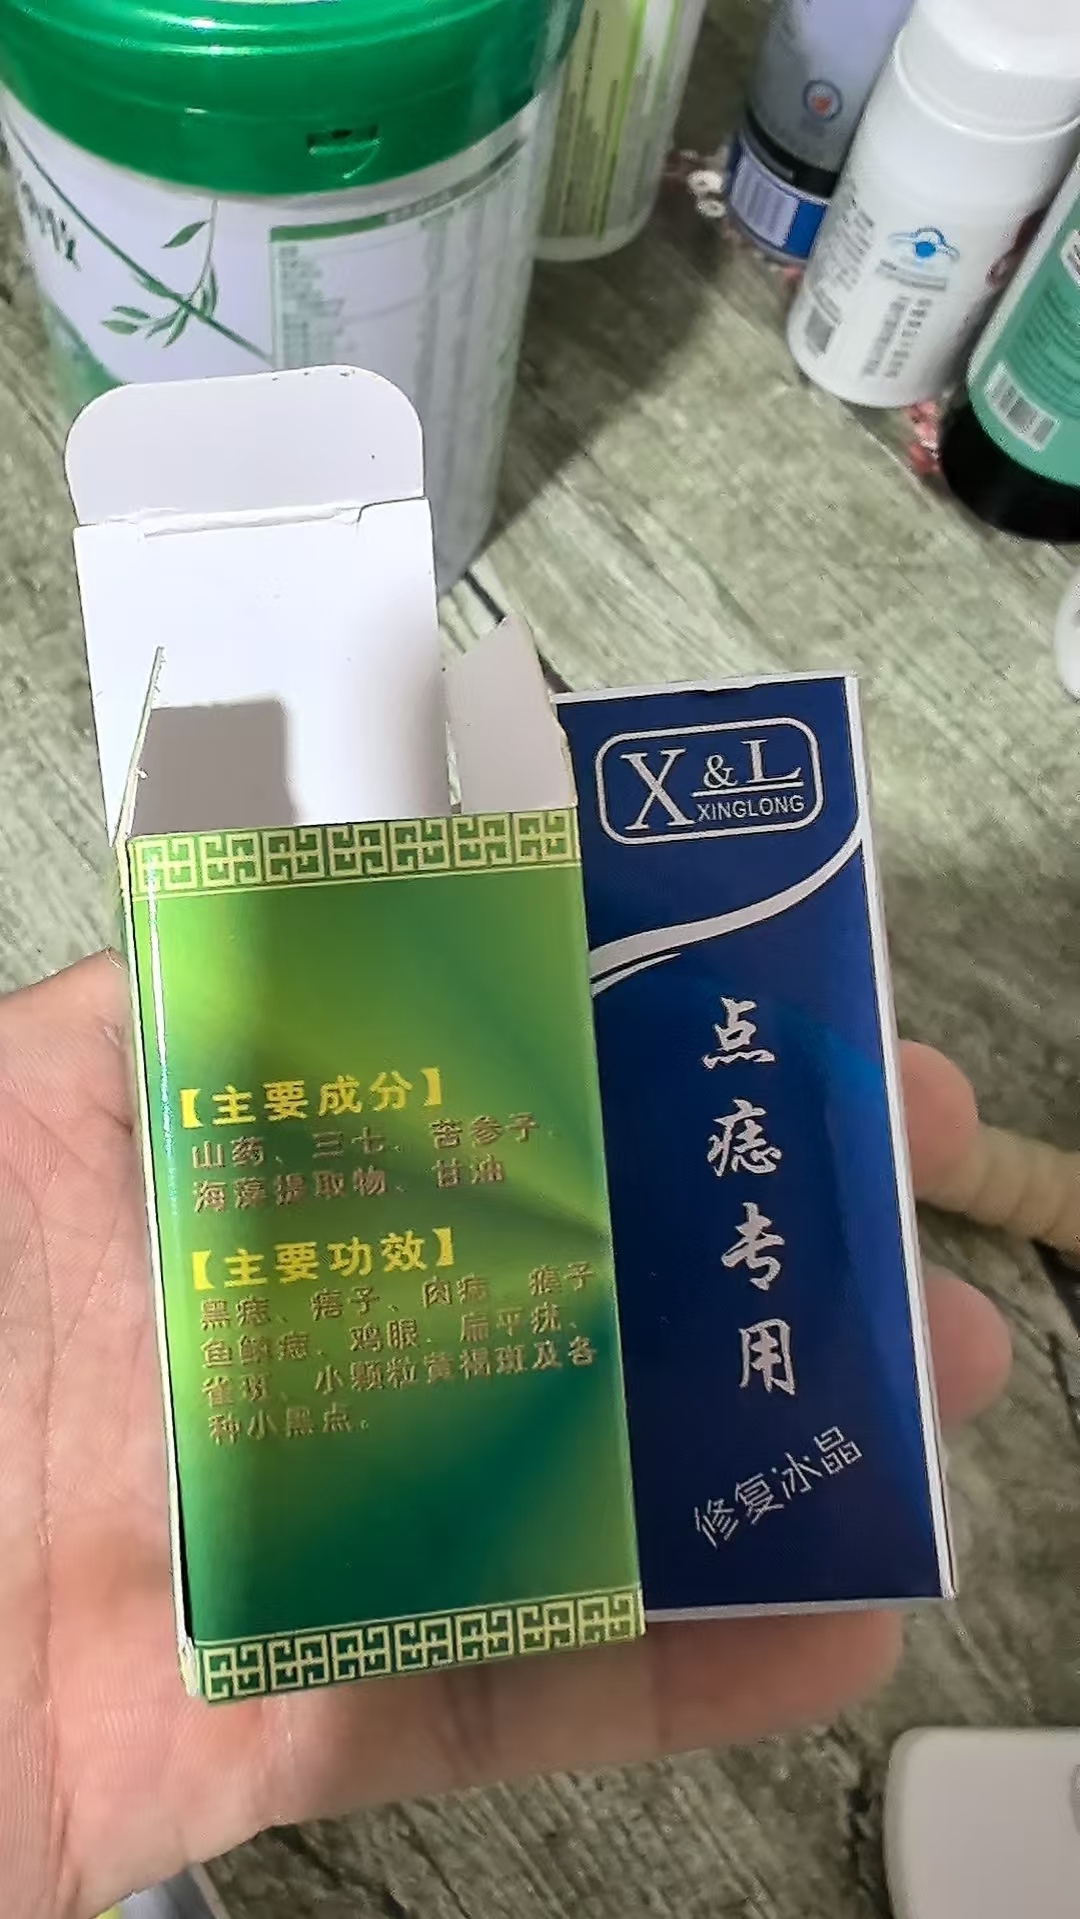 【主要成分】
山药、三七、苦参子、
海藻提取物、甘油
【主要功效】
黑痣、痦子、肉痣、瘊子
鱼鳞痣、鸡眼、扁平疣、
雀斑、小颗粒黄褐斑及各
种小黑点。
X&L
XINGLONG
点
痣
专
用
修复冰晶